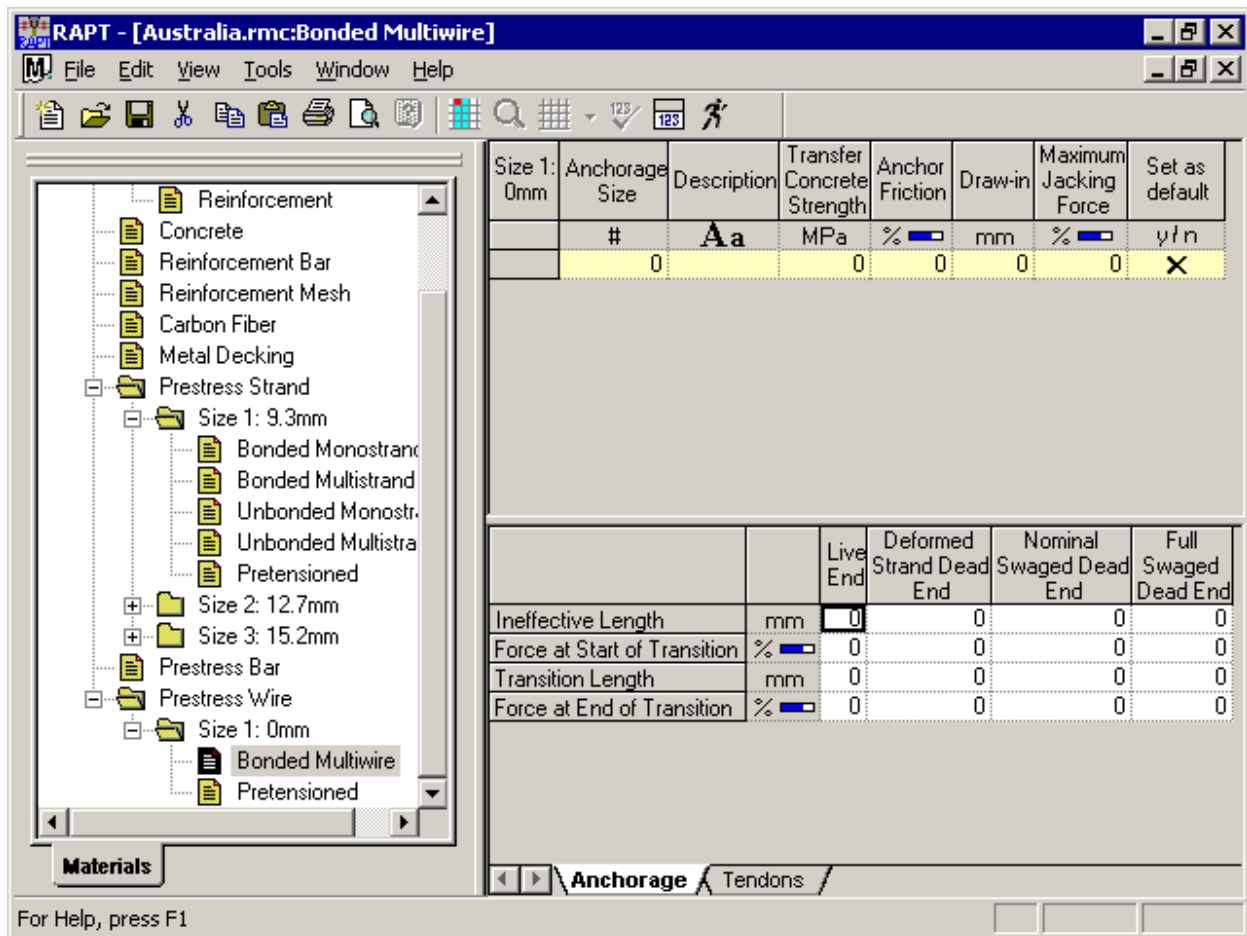 RAPT - [Australia.rmc:Bonded Multiwire]
File Edit View Tools Window Help
Reinforcement
Concrete
Reinforcement Bar
Reinforcement Mesh
Carbon Fiber
Metal Decking
Prestress Strand
Size 1: 9.3mm
Bonded Monostrand
Bonded Multistrand
Unbonded Monostr
Unbonded Multistra
Pretensioned
Size 2: 12.7mm
Size 3: 15.2mm
Prestress Bar
Prestress Wire
Size 1: 0mm
Bonded Multiwire
Pretensioned
Materials
Size 1: 0mm Anchorage Size Description Transfer Concrete Strength Anchor Friction Draw-in Maximum Jacking Force Set as default
# Aa MPa % mm % y/n
0 0 0 0 0
Live End Deformed Strand Dead End Nominal Swaged Dead End Full Swaged Dead End
Ineffective Length mm 0 0 0 0
Force at Start of Transition % 0 0 0 0
Transition Length mm 0 0 0 0
Force at End of Transition % 0 0 0 0
Anchorage Tendons
For Help, press F1